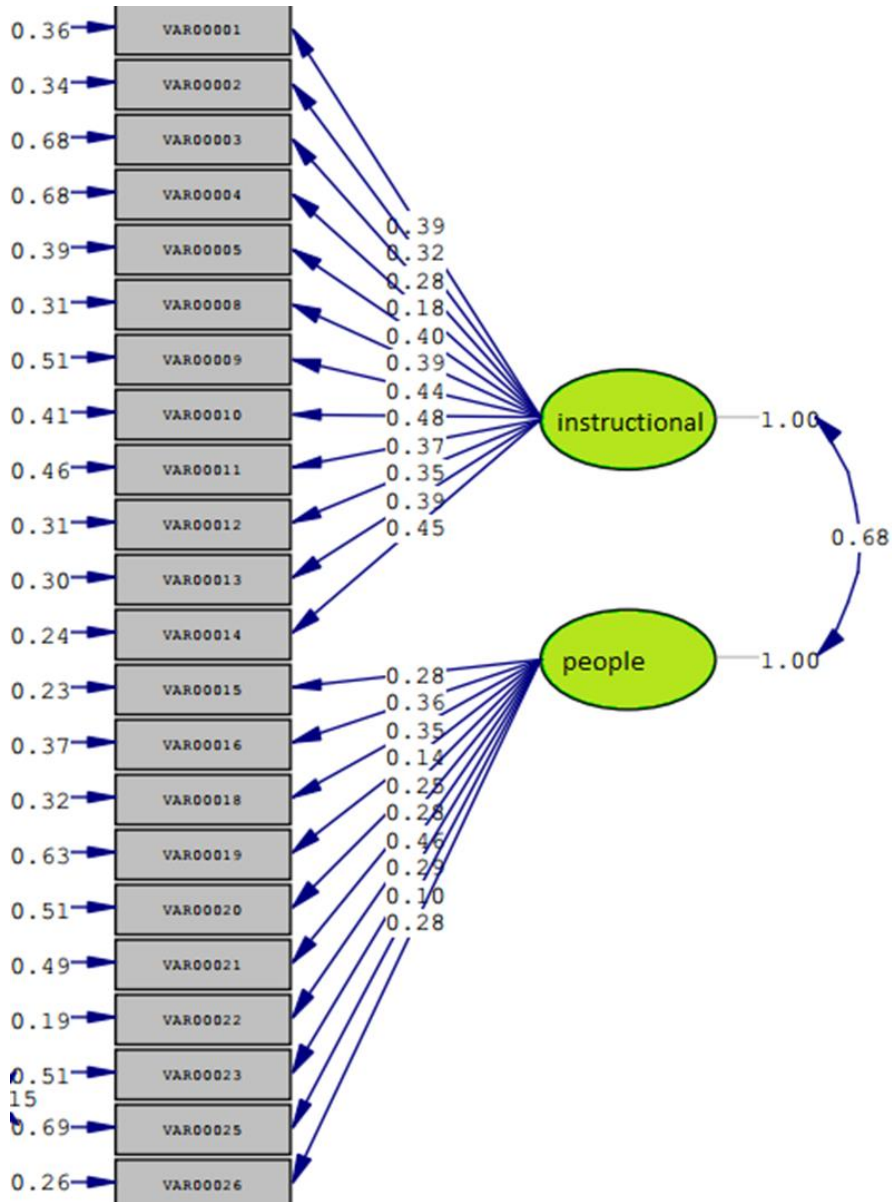 0.36 VAR00001
0.34 VAR00002
0.68 VAR00003
0.68 VAR00004
0.39 VAR00005
0.31 VAR00008
0.51 VAR00009
0.41 VAR00010
0.46 VAR00011
0.31 VAR00012
0.30 VAR00013
0.24 VAR00014
0.23 VAR00015
0.37 VAR00016
0.32 VAR00018
0.63 VAR00019
0.51 VAR00020
0.49 VAR00021
0.19 VAR00022
0.51 VAR00023
15
0.69 VAR00025
0.26 VAR00026
0.39
0.32
0.28
0.18
0.40
0.39
0.44
0.48
0.37
0.35
0.39
0.45
0.28
0.36
0.35
0.14
0.25
0.28
0.46
0.29
0.10
0.28
instructional 1.00
0.68
people 1.00